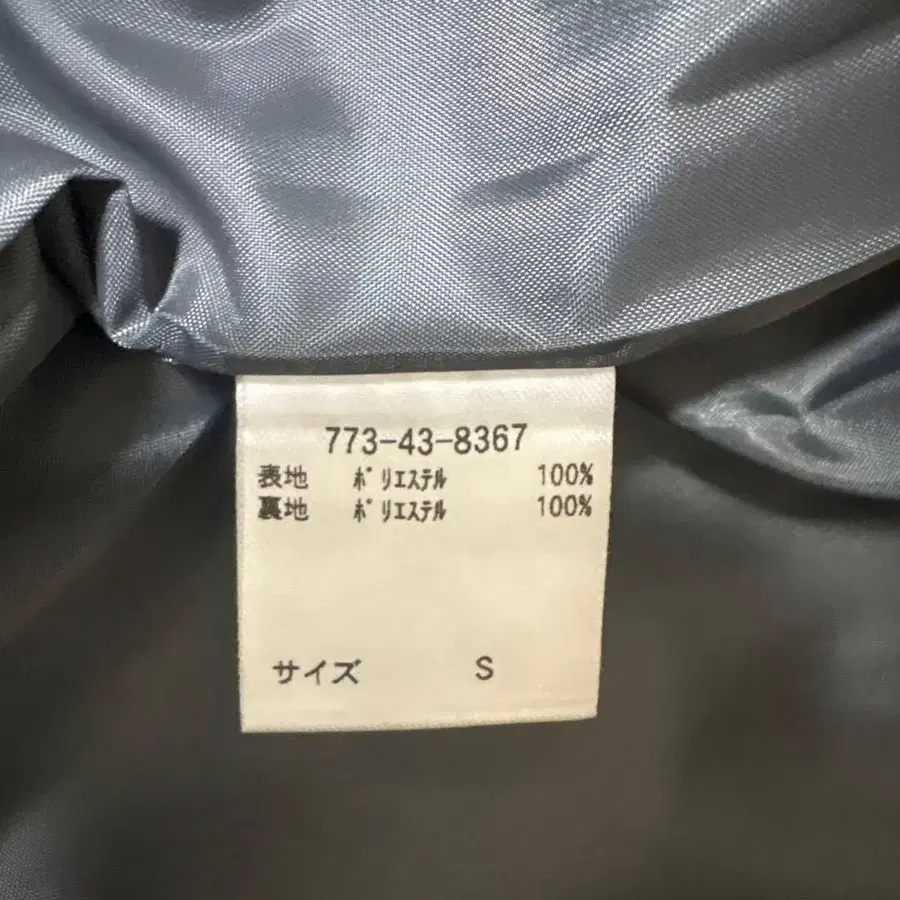 773-43-8367
表地 ﾎﾟﾘｴｽﾃﾙ 100%
裏地 ﾎﾟﾘｴｽﾃﾙ 100%
サイズ S